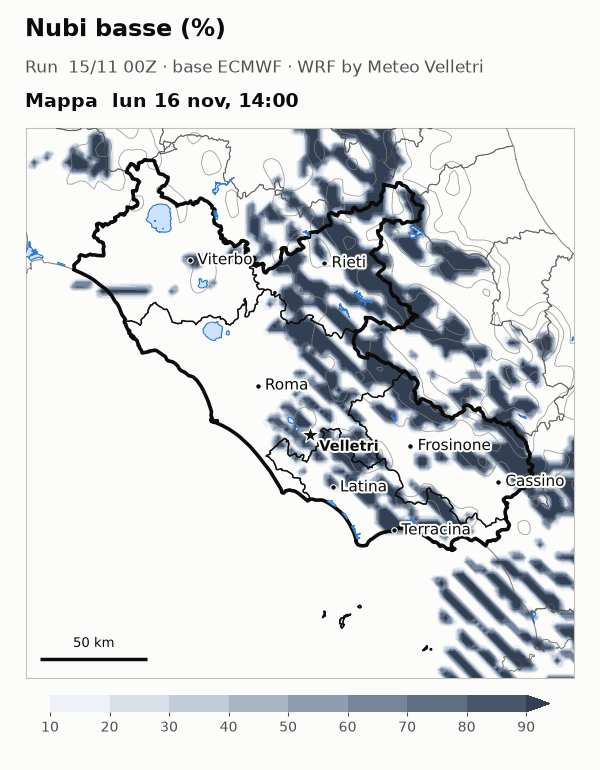 Nubi basse (%)
Run 15/11 00Z · base ECMWF · WRF by Meteo Velletri
Mappa lun 16 nov, 14:00
Viterbo
Rieti
Roma
Velletri
Frosinone
Cassino
Latina
Terracina
50 km
10 20 30 40 50 60 70 80 90